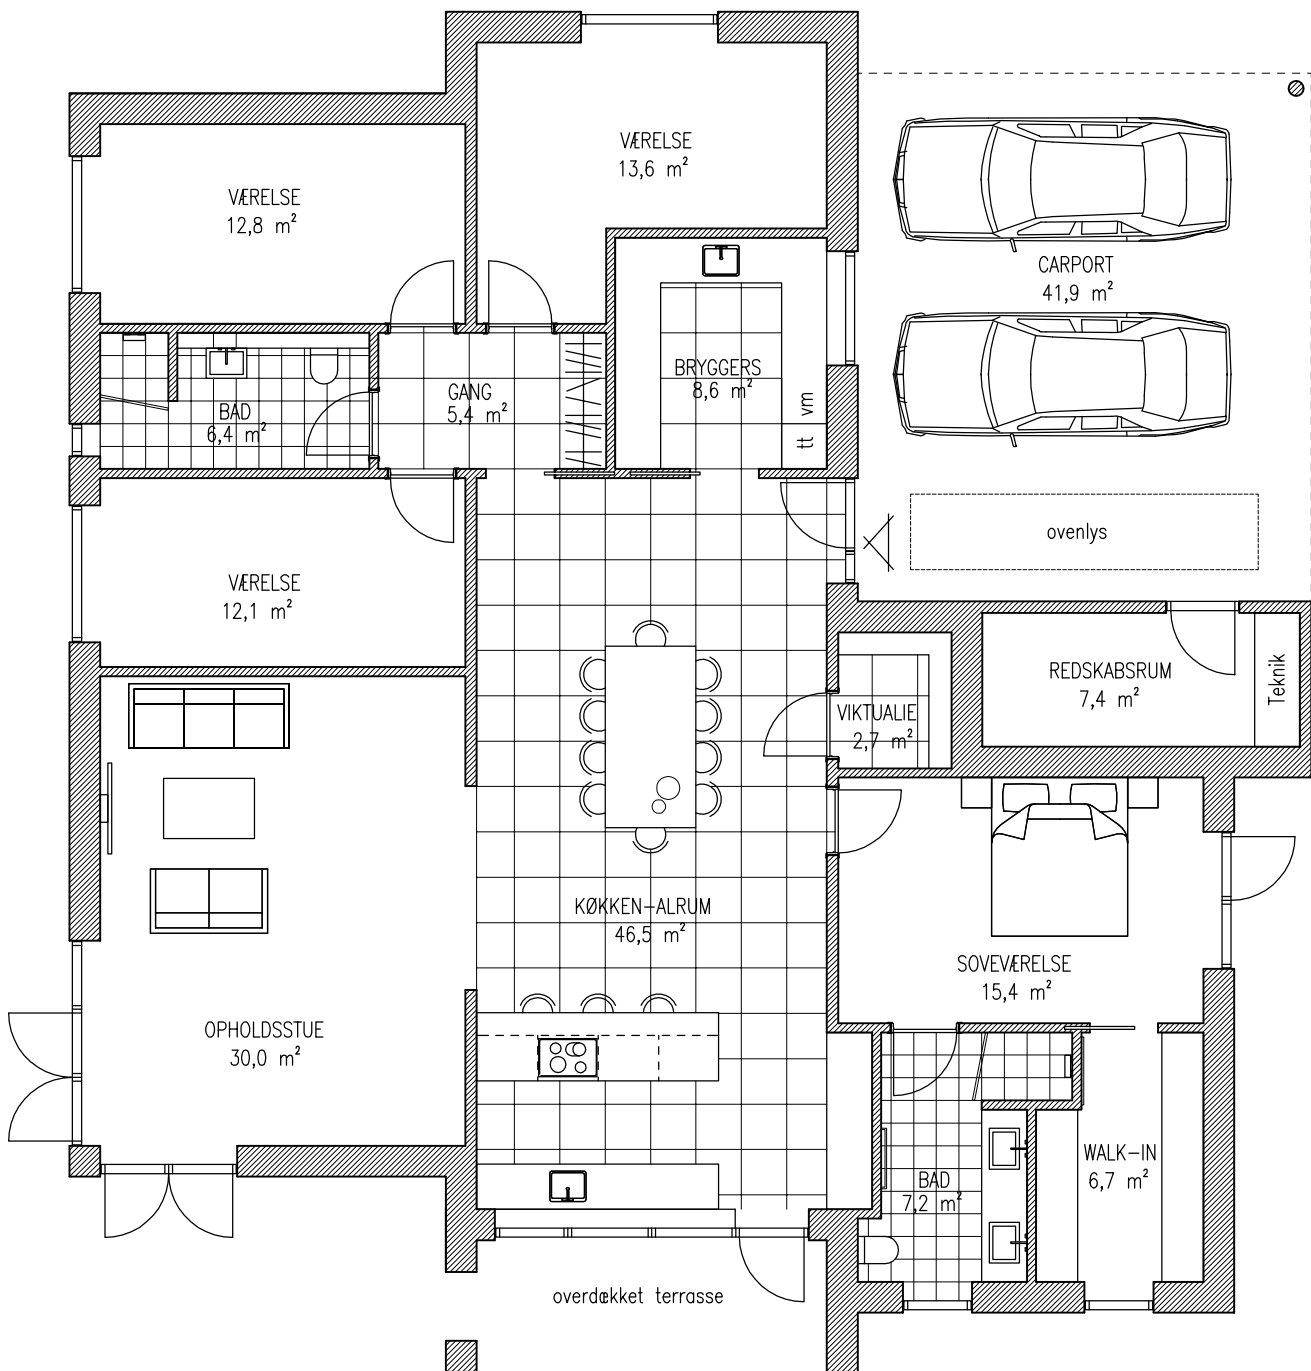 VÆRELSE
13,6 m²
VÆRELSE
12,8 m²
CARPORT
41,9 m²
BRYGGERS
8,6 m²
GANG
5,4 m²
BAD
6,4 m²
vm
tt
ovenlys
VÆRELSE
12,1 m²
REDSKABSRUM
7,4 m²
Teknik
VIKTUALIE
2,7 m²
KØKKEN-ALRUM
46,5 m²
SOVEVÆRELSE
15,4 m²
OPHOLDSSTUE
30,0 m²
WALK-IN
6,7 m²
BAD
7,2 m²
overdækket terrasse